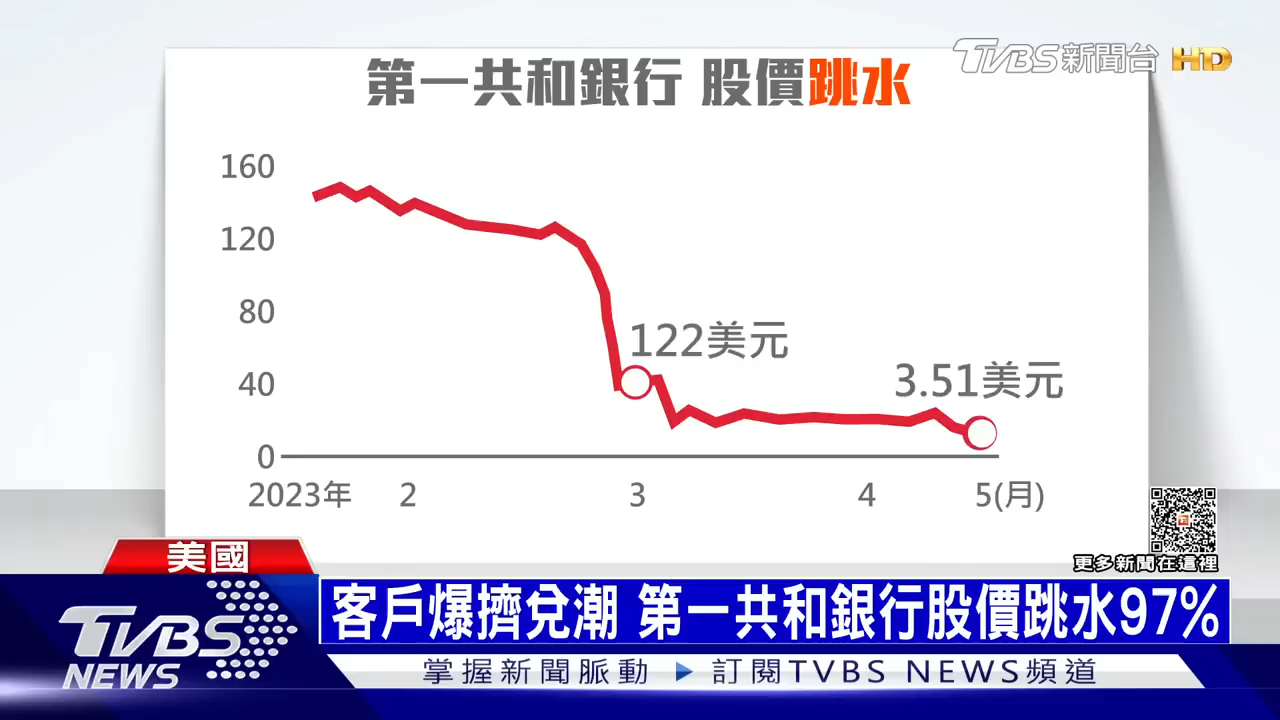 TVBS新聞台 HD
第一共和銀行 股價跳水
160
120
80
40
0
122美元
3.51美元
2023年 2 3 4 5(月)
更多新聞在這裡
美國
客戶爆擠兌潮 第一共和銀行股價跳水97%
TVBS NEWS
掌握新聞脈動 ▶ 訂閱TVBS NEWS頻道